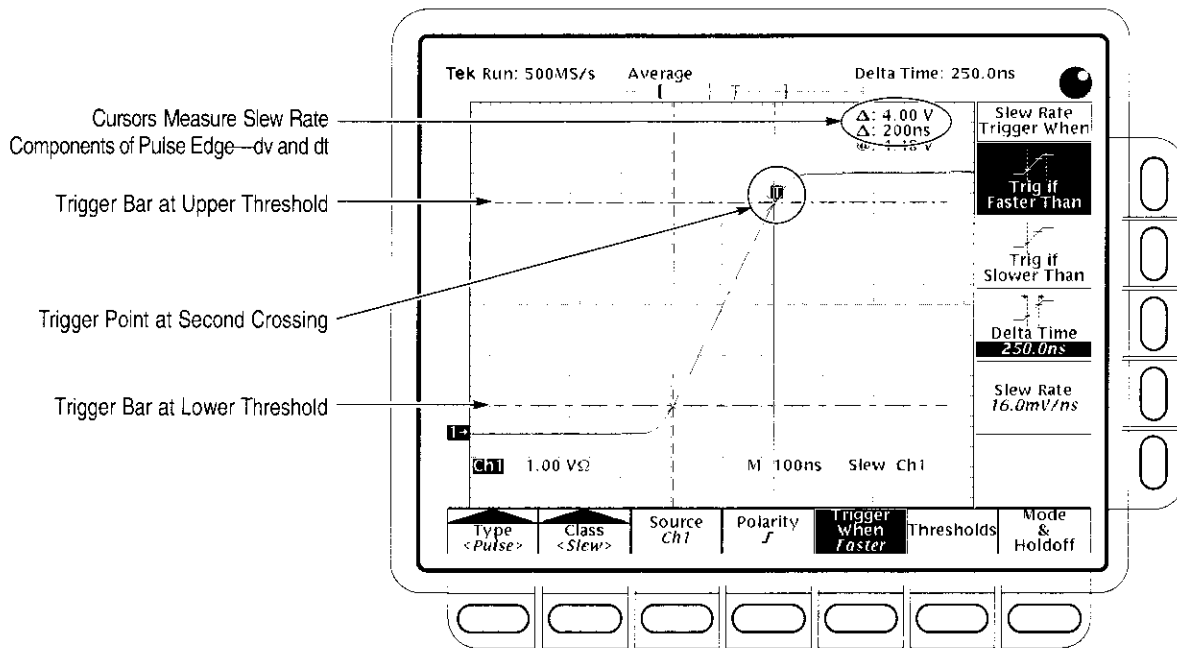 Tek Run: 500MS/s Average Delta Time: 250.0ns
[ T ]
Cursors Measure Slew Rate
Components of Pulse Edge—dv and dt
Trigger Bar at Upper Threshold
Trigger Point at Second Crossing
Trigger Bar at Lower Threshold
Δ: 4.00 V
Δ: 200ns
@: 1.18 V
T
1→
Ch1 1.00 VΩ M 100ns Slew Ch1
Slew Rate
Trigger When
Trig if
Faster Than
Trig if
Slower Than
Delta Time
250.0ns
Slew Rate
16.0mV/ns
Type
<Pulse>
Class
<Slew>
Source
Ch1
Polarity
Trigger
When
Faster
Thresholds
Mode
&
Holdoff